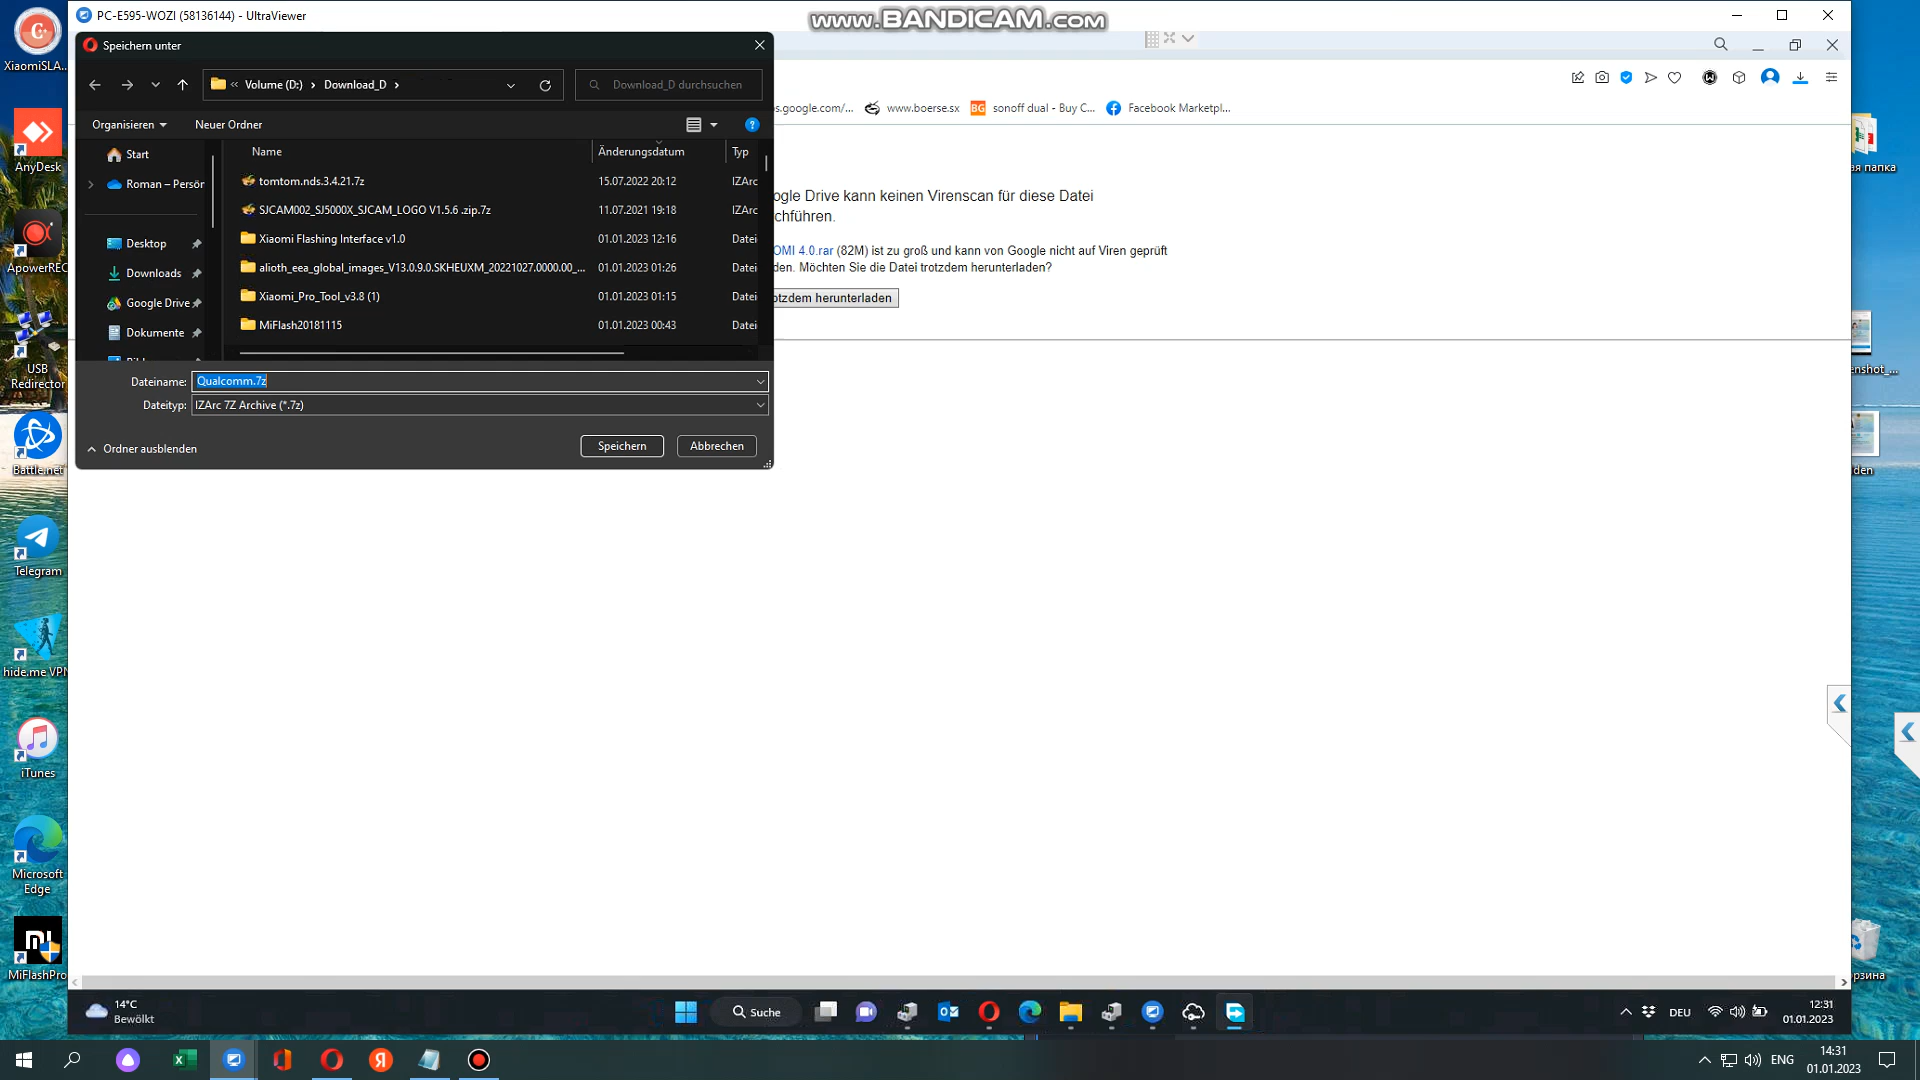 PC-E595-WOZI (58136144) - UltraViewer
www.BANDICAM.com
Speichern unter
Volume (D:) Download_D
Download_D durchsuchen
Organisieren Neuer Ordner
Start
Roman – Persön
Desktop
Downloads
Google Drive
Dokumente
Name Änderungsdatum Typ
tomtom.nds.3.4.21.7z 15.07.2022 20:12 IZArc
SJCAM002_SJ5000X_SJCAM_LOGO V1.5.6 .zip.7z 11.07.2021 19:18 IZArc
Xiaomi Flashing Interface v1.0 01.01.2023 12:16 Datei
alioth_eea_global_images_V13.0.9.0.SKHEUXM_20221027.0000.00_... 01.01.2023 01:26 Datei
Xiaomi_Pro_Tool_v3.8 (1) 01.01.2023 01:15 Datei
MiFlash20181115 01.01.2023 00:43 Datei
Dateiname: Qualcomm.7z
Dateityp: IZArc 7Z Archive (*.7z)
Ordner ausblenden
Speichern Abbrechen
os.google.com/... www.boerse.sx BG sonoff dual - Buy C... Facebook Marketpl...
ogle Drive kann keinen Virenscan für diese Datei
chführen.
OMI 4.0.rar (82M) ist zu groß und kann von Google nicht auf Viren geprüft
den. Möchten Sie die Datei trotzdem herunterladen?
otzdem herunterladen
XiaomiSLA...
AnyDesk
ApowerREC
USB
Redirector
Battle.net
Telegram
hide.me VPN
iTunes
Microsoft
Edge
MiFlashPro
ая папка
enshot_...
den
рзина
14°C
Bewölkt
Suche
DEU
12:31
01.01.2023
ENG
14:31
01.01.2023